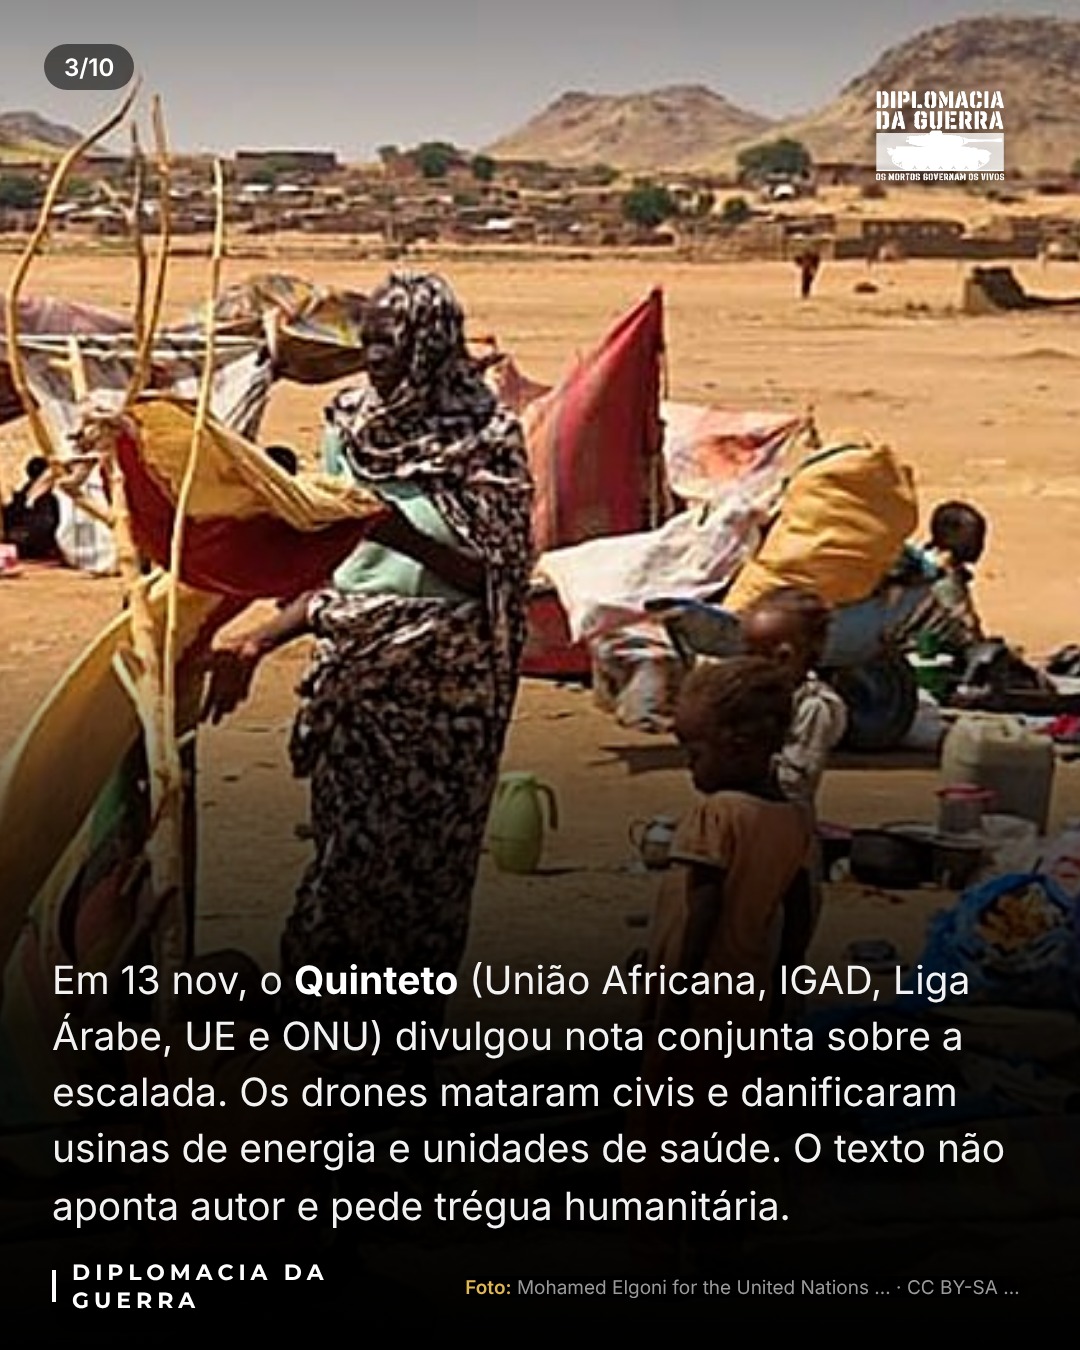 3/10
DIPLOMACIA
DA GUERRA
OS MORTOS GOVERNAM OS VIVOS
Em 13 nov, o Quinteto (União Africana, IGAD, Liga
Árabe, UE e ONU) divulgou nota conjunta sobre a
escalada. Os drones mataram civis e danificaram
usinas de energia e unidades de saúde. O texto não
aponta autor e pede trégua humanitária.
DIPLOMACIA DA
GUERRA
Foto: Mohamed Elgoni for the United Nations ... · CC BY-SA ...